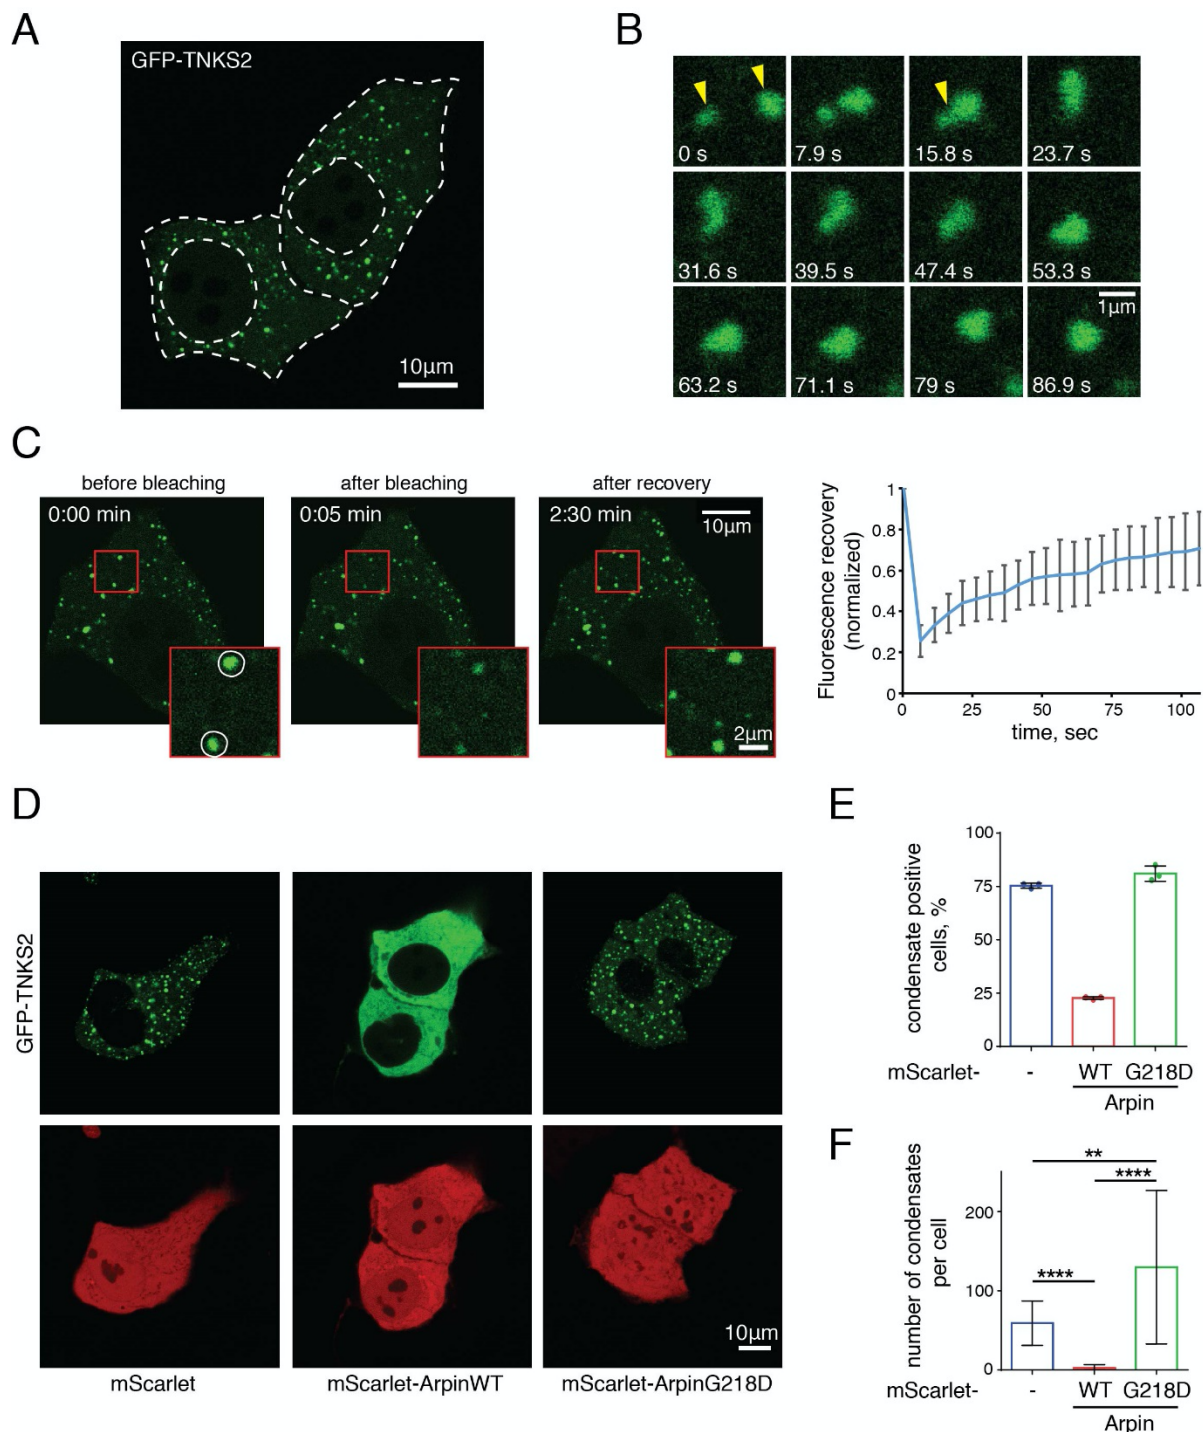 A
GFP-TNKS2
10µm
B
0 s
7.9 s
15.8 s
23.7 s
31.6 s
39.5 s
47.4 s
53.3 s
1µm
63.2 s
71.1 s
79 s
86.9 s
C
before bleaching
after bleaching
after recovery
0:00 min
0:05 min
2:30 min
10µm
2µm
Fluorescence recovery
(normalized)
1
0.8
0.6
0.4
0.2
0
0
25
50
75
100
time, sec
D
GFP-TNKS2
10µm
mScarlet
mScarlet-ArpinWT
mScarlet-ArpinG218D
E
condensate positive
cells, %
100
75
50
25
0
mScarlet-
-
WT
G218D
Arpin
F
number of condensates
per cell
200
100
0
**
****
****
mScarlet-
-
WT
G218D
Arpin